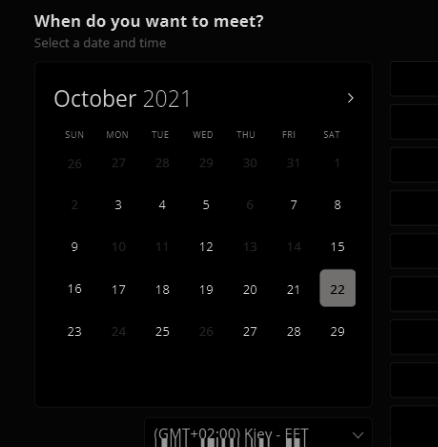 When do you want to meet?
Select a date and time
October 2021
SUN MON TUE WED THU FRI SAT
26 27 28 29 30 31 1
2 3 4 5 6 7 8
9 10 11 12 13 14 15
16 17 18 19 20 21 22
23 24 25 26 27 28 29
(GMT+02:00) Kiev - EET